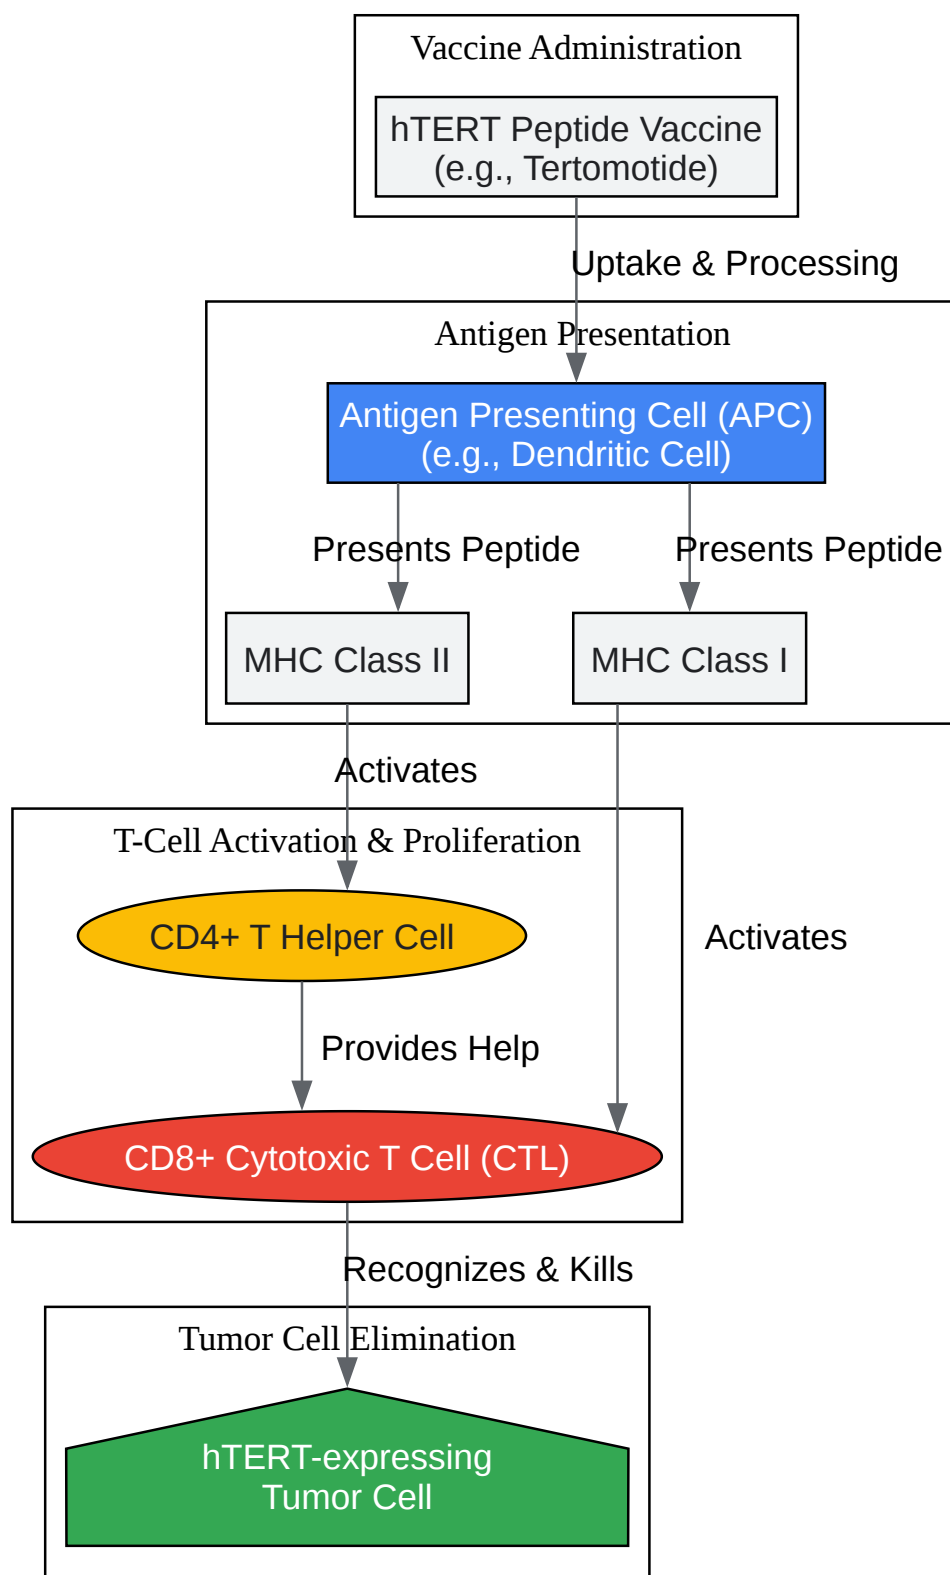 Vaccine Administration
hTERT Peptide Vaccine
(e.g., Tertomotide)
Uptake & Processing
Antigen Presentation
Antigen Presenting Cell (APC)
(e.g., Dendritic Cell)
Presents Peptide
Presents Peptide
MHC Class II
MHC Class I
Activates
T-Cell Activation & Proliferation
CD4+ T Helper Cell
Activates
Provides Help
CD8+ Cytotoxic T Cell (CTL)
Recognizes & Kills
Tumor Cell Elimination
hTERT-expressing
Tumor Cell